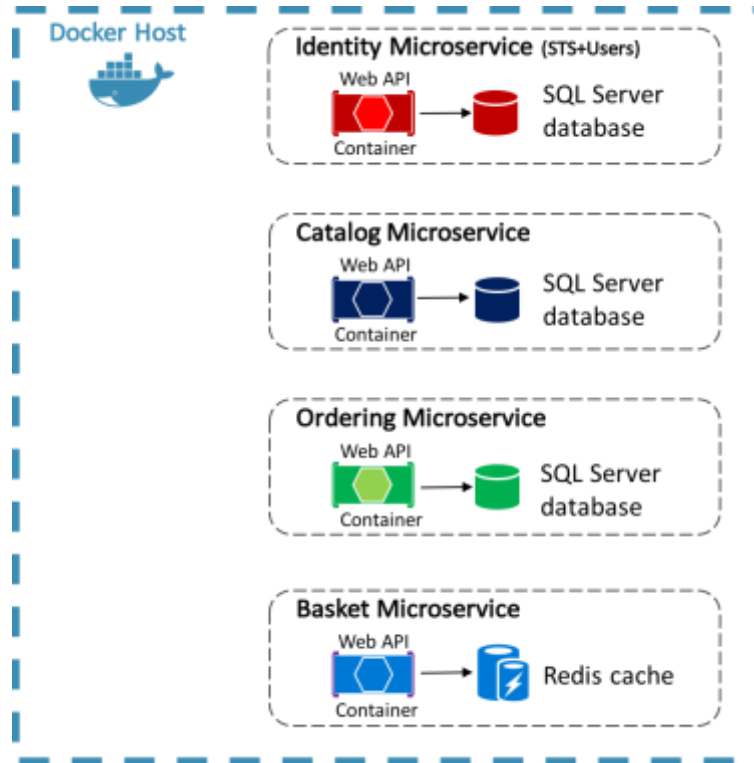 Docker Host
Identity Microservice (STS+Users)
Web API
Container
SQL Server
database
Catalog Microservice
Web API
Container
SQL Server
database
Ordering Microservice
Web API
Container
SQL Server
database
Basket Microservice
Web API
Container
Redis cache